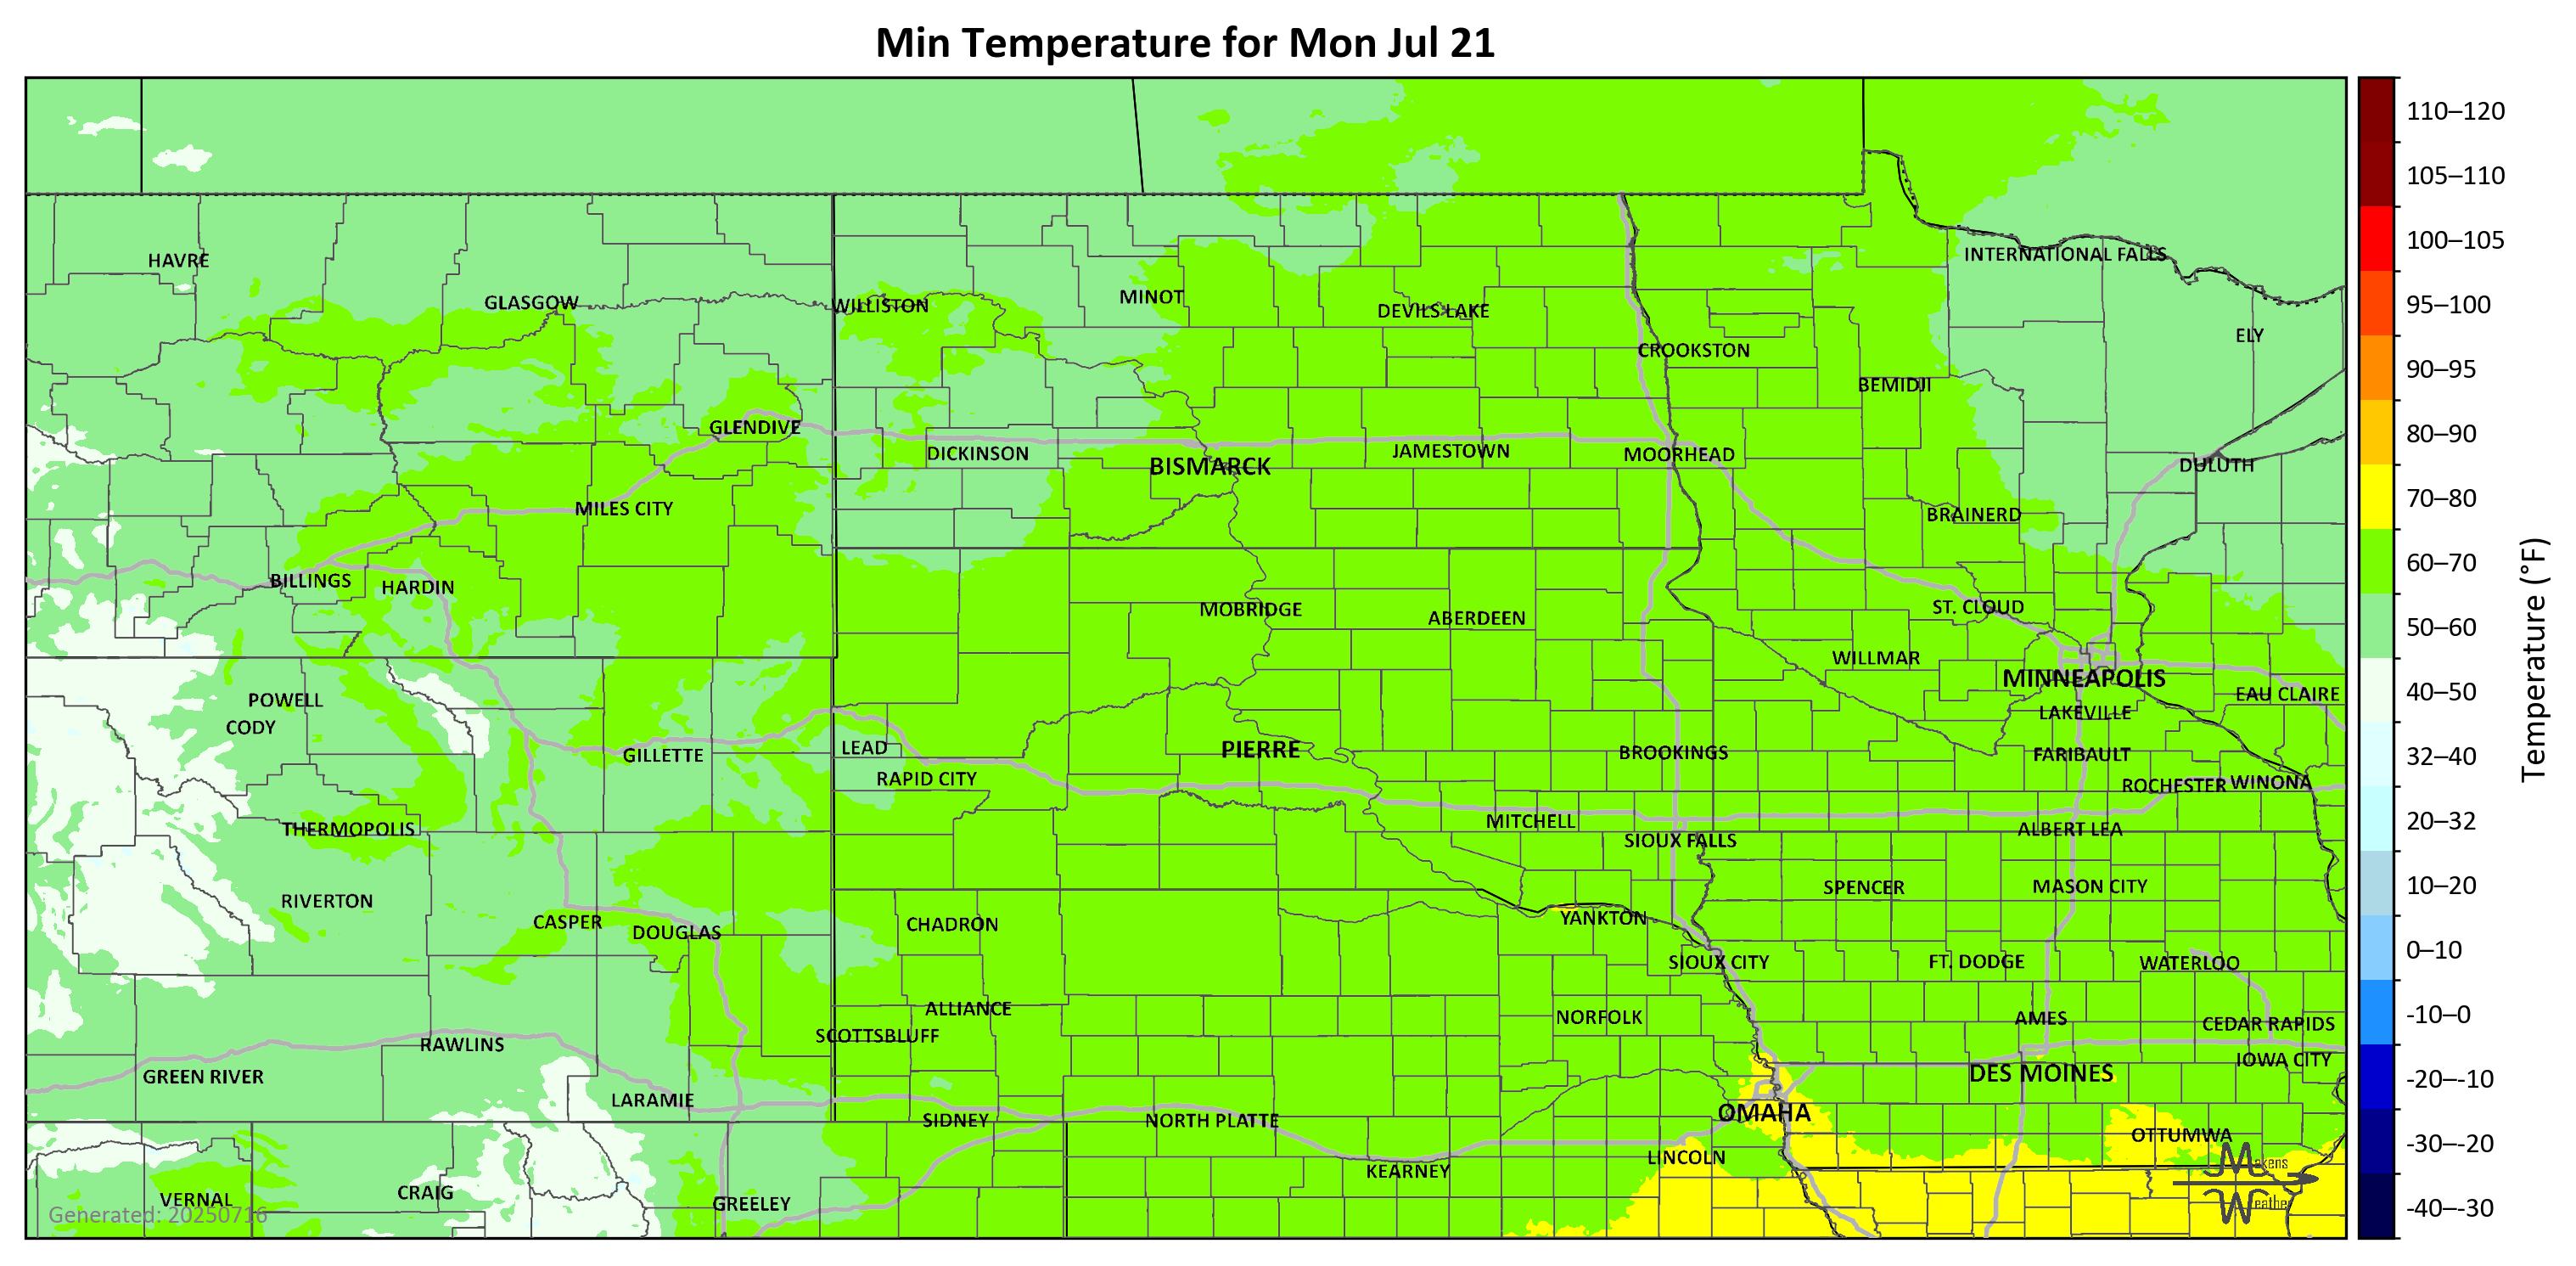 Min Temperature for Mon Jul 21
110–120
105–110
100–105
95–100
90–95
80–90
70–80
60–70
50–60
40–50
32–40
20–32
10–20
0–10
-10–0
-20–-10
-30–-20
-40–-30
Temperature (°F)
HAVRE
INTERNATIONAL FALLS
GLASGOW
WILLISTON
MINOT
DEVILS LAKE
ELY
CROOKSTON
BEMIDJI
GLENDIVE
DICKINSON
BISMARCK
JAMESTOWN
MOORHEAD
DULUTH
MILES CITY
BRAINERD
BILLINGS
HARDIN
MOBRIDGE
ABERDEEN
ST. CLOUD
WILLMAR
MINNEAPOLIS
POWELL
EAU CLAIRE
CODY
LAKEVILLE
GILLETTE
LEAD
PIERRE
BROOKINGS
FARIBAULT
RAPID CITY
ROCHESTER
WINONA
THERMOPOLIS
MITCHELL
SIOUX FALLS
ALBERT LEA
RIVERTON
SPENCER
MASON CITY
CASPER
DOUGLAS
CHADRON
YANKTON
SIOUX CITY
FT. DODGE
WATERLOO
ALLIANCE
NORFOLK
AMES
CEDAR RAPIDS
SCOTTSBLUFF
RAWLINS
IOWA CITY
GREEN RIVER
DES MOINES
LARAMIE
OMAHA
SIDNEY
NORTH PLATTE
OTTUMWA
LINCOLN
KEARNEY
Makens
VERNAL
CRAIG
GREELEY
Weather
Generated: 20250716